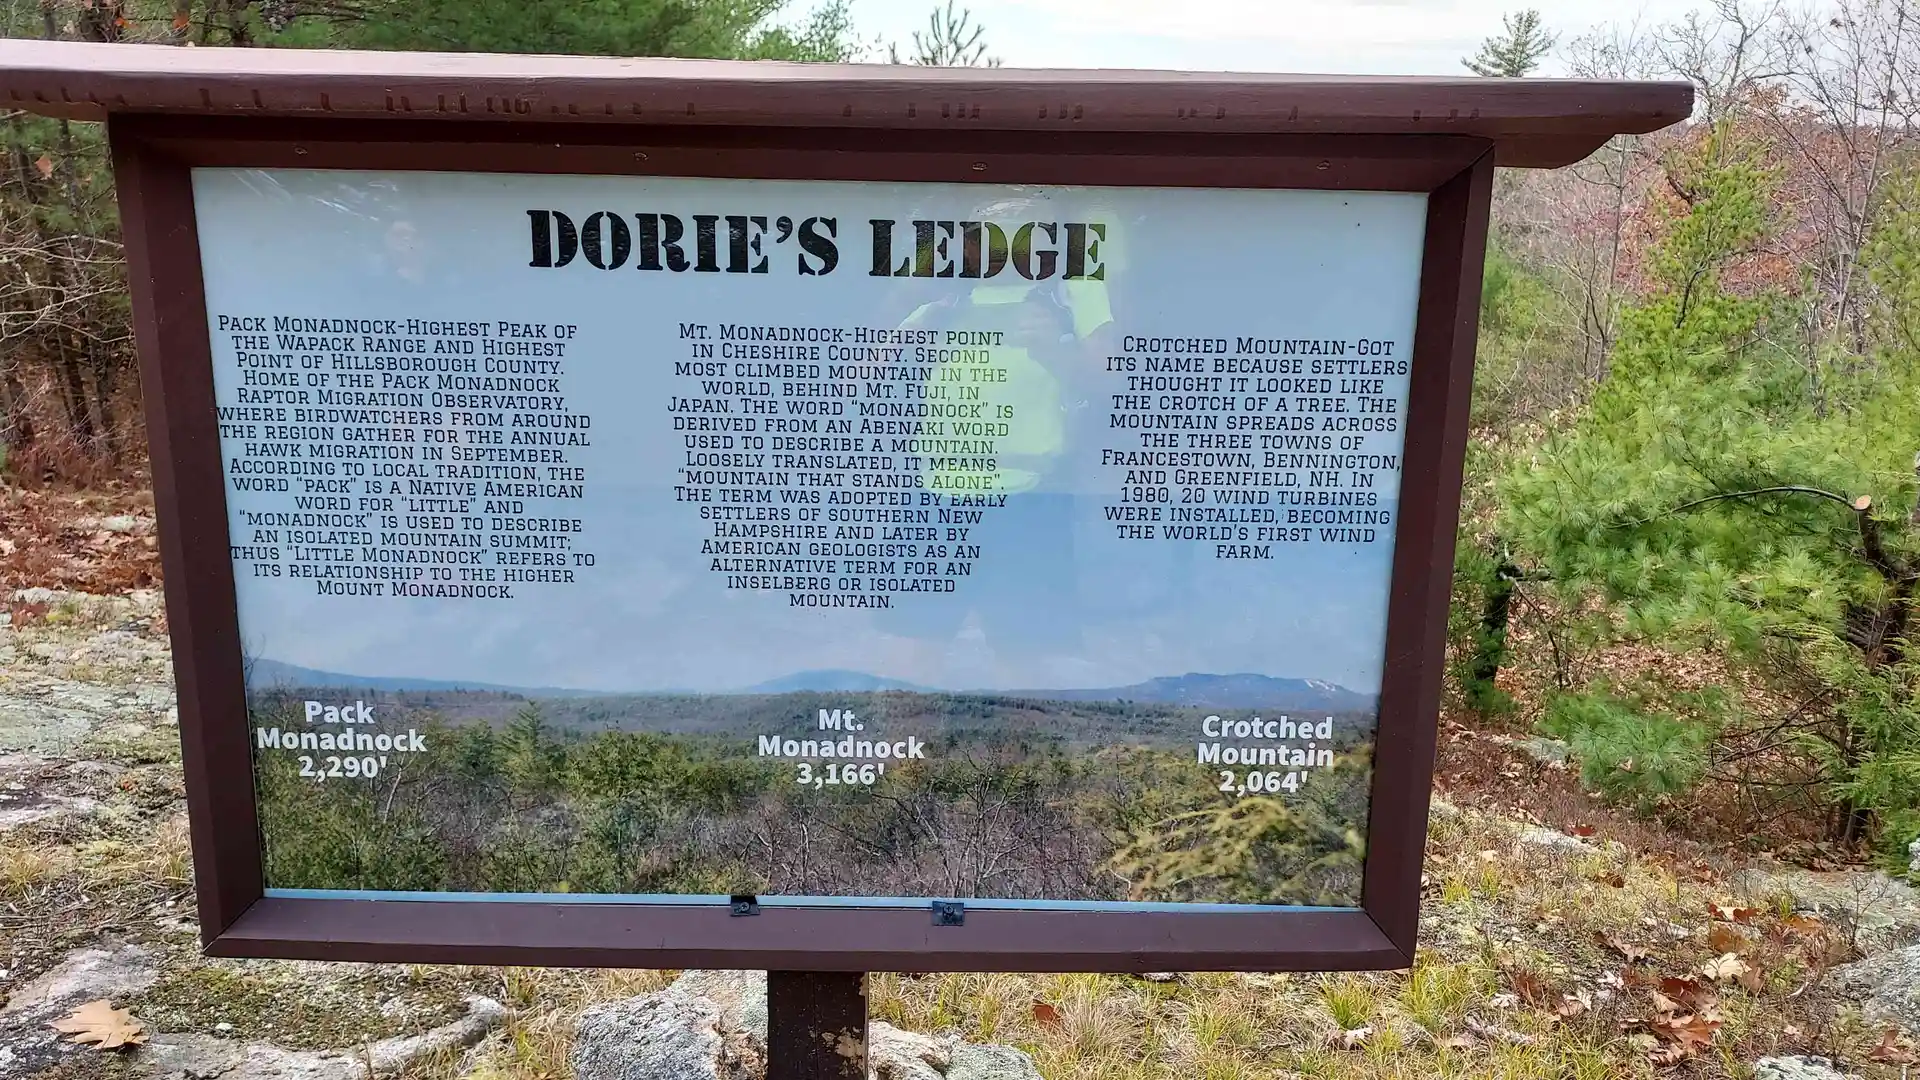 DORIE'S LEDGE
PACK MONADNOCK-HIGHEST PEAK OF
THE WAPACK RANGE AND HIGHEST
POINT OF HILLSBOROUGH COUNTY.
HOME OF THE PACK MONADNOCK
RAPTOR MIGRATION OBSERVATORY,
WHERE BIRDWATCHERS FROM AROUND
THE REGION GATHER FOR THE ANNUAL
HAWK MIGRATION IN SEPTEMBER.
ACCORDING TO LOCAL TRADITION, THE
WORD "PACK" IS A NATIVE AMERICAN
WORD FOR "LITTLE" AND
"MONADNOCK" IS USED TO DESCRIBE
AN ISOLATED MOUNTAIN SUMMIT;
THUS "LITTLE MONADNOCK" REFERS TO
ITS RELATIONSHIP TO THE HIGHER
MOUNT MONADNOCK.
MT. MONADNOCK-HIGHEST POINT
IN CHESHIRE COUNTY. SECOND
MOST CLIMBED MOUNTAIN IN THE
WORLD, BEHIND MT. FUJI, IN
JAPAN. THE WORD "MONADNOCK" IS
DERIVED FROM AN ABENAKI WORD
USED TO DESCRIBE A MOUNTAIN.
LOOSELY TRANSLATED, IT MEANS
"MOUNTAIN THAT STANDS ALONE".
THE TERM WAS ADOPTED BY EARLY
SETTLERS OF SOUTHERN NEW
HAMPSHIRE AND LATER BY
AMERICAN GEOLOGISTS AS AN
ALTERNATIVE TERM FOR AN
INSELBERG OR ISOLATED
MOUNTAIN.
CROTCHED MOUNTAIN-GOT
ITS NAME BECAUSE SETTLERS
THOUGHT IT LOOKED LIKE
THE CROTCH OF A TREE. THE
MOUNTAIN SPREADS ACROSS
THE THREE TOWNS OF
FRANCESTOWN, BENNINGTON,
AND GREENFIELD, NH. IN
1980, 20 WIND TURBINES
WERE INSTALLED, BECOMING
THE WORLD'S FIRST WIND
FARM.
Pack
Monadnock
2,290'
Mt.
Monadnock
3,166'
Crotched
Mountain
2,064'